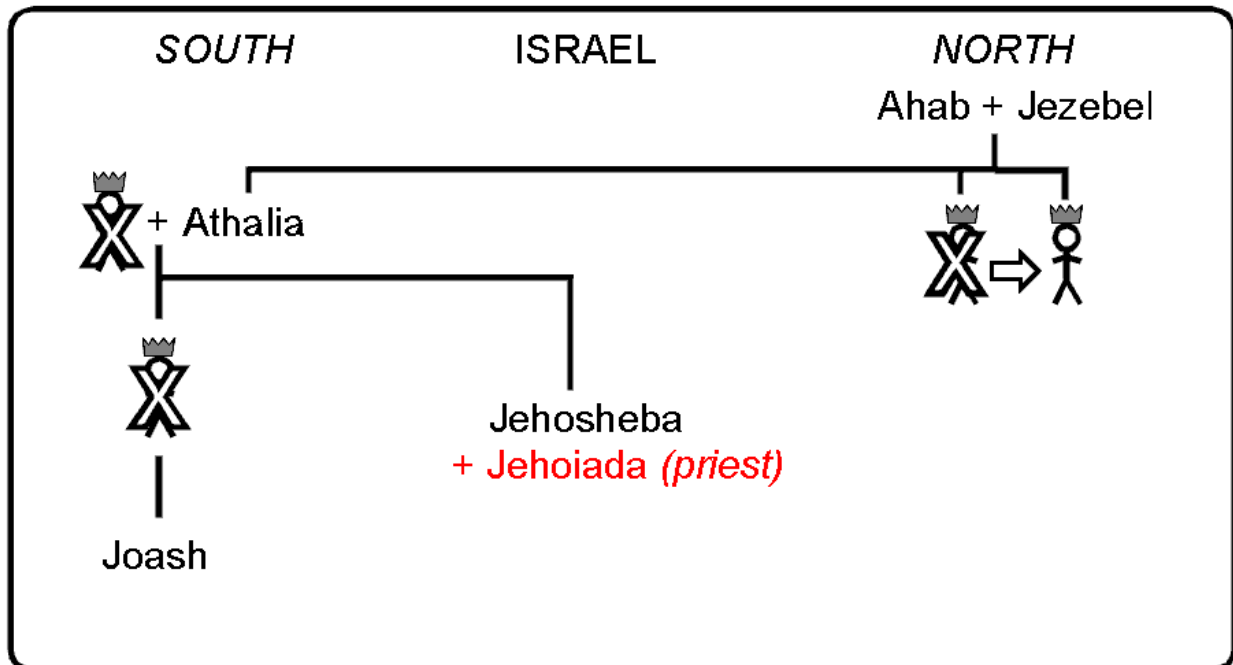 SOUTH ISRAEL NORTH
Ahab + Jezebel
+ Athalia
Jehosheba
+ Jehoiada (priest)
Joash